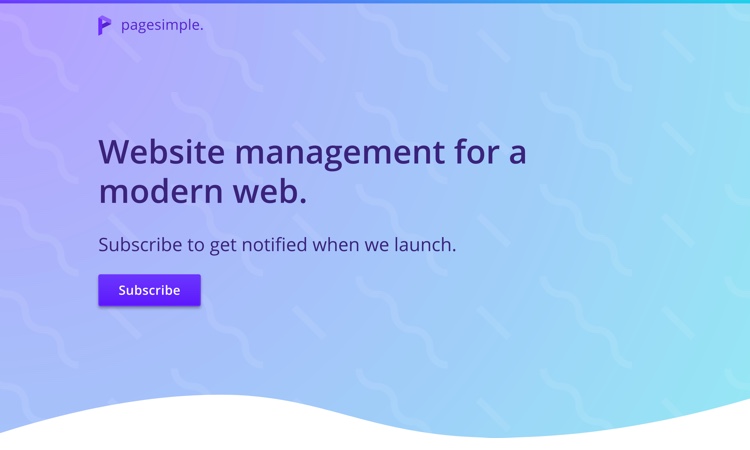 pagesimple.
Website management for a
modern web.
Subscribe to get notified when we launch.
Subscribe